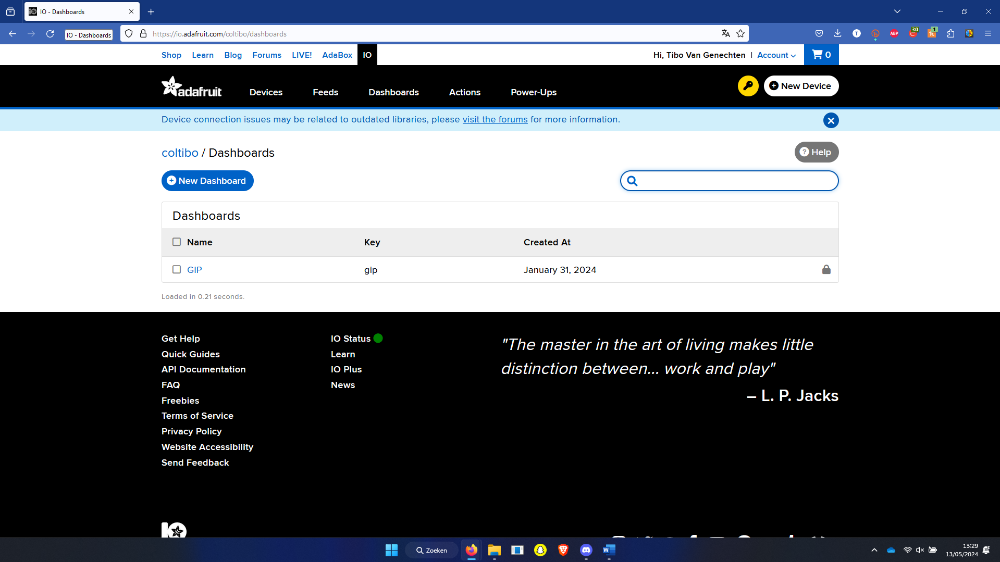 IO - Dashboards
IO - Dashboards
https://io.adafruit.com/coltibo/dashboards
T
ABP
30
1
Shop Learn Blog Forums LIVE! AdaBox IO
Hi, Tibo Van Genechten | Account
0
adafruit
Devices Feeds Dashboards Actions Power-Ups
New Device
Device connection issues may be related to outdated libraries, please visit the forums for more information.
coltibo / Dashboards
? Help
New Dashboard
Dashboards
Name Key Created At
GIP gip January 31, 2024
Loaded in 0.21 seconds.
Get Help
Quick Guides
API Documentation
FAQ
Freebies
Terms of Service
Privacy Policy
Website Accessibility
Send Feedback
IO Status
Learn
IO Plus
News
"The master in the art of living makes little
distinction between... work and play"
– L. P. Jacks
IO
Zoeken
W
13:29
13/05/2024